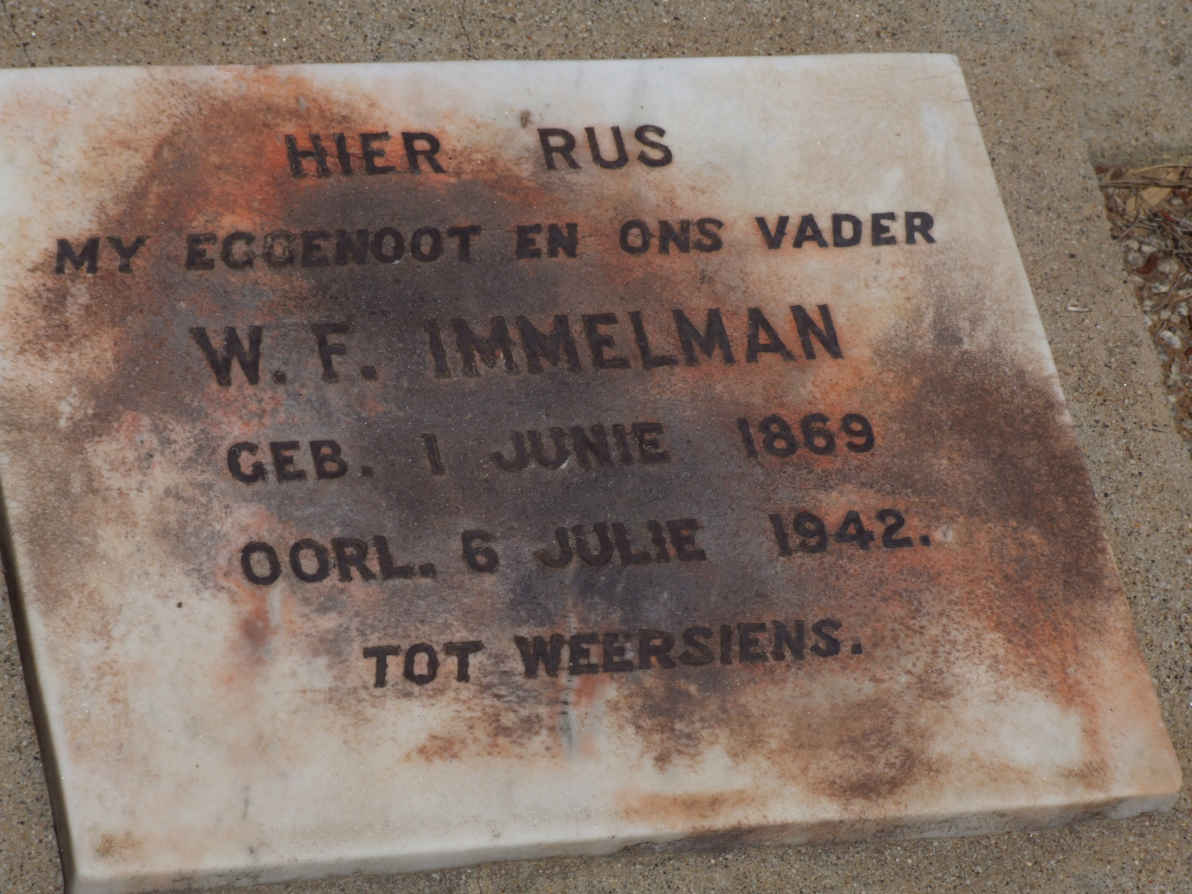 HIER RUS
MY EGGENOOT EN ONS VADER
W. F. IMMELMAN
GEB. 1 JUNIE 1869
OORL. 6 JULIE 1942.
TOT WEERSIENS.